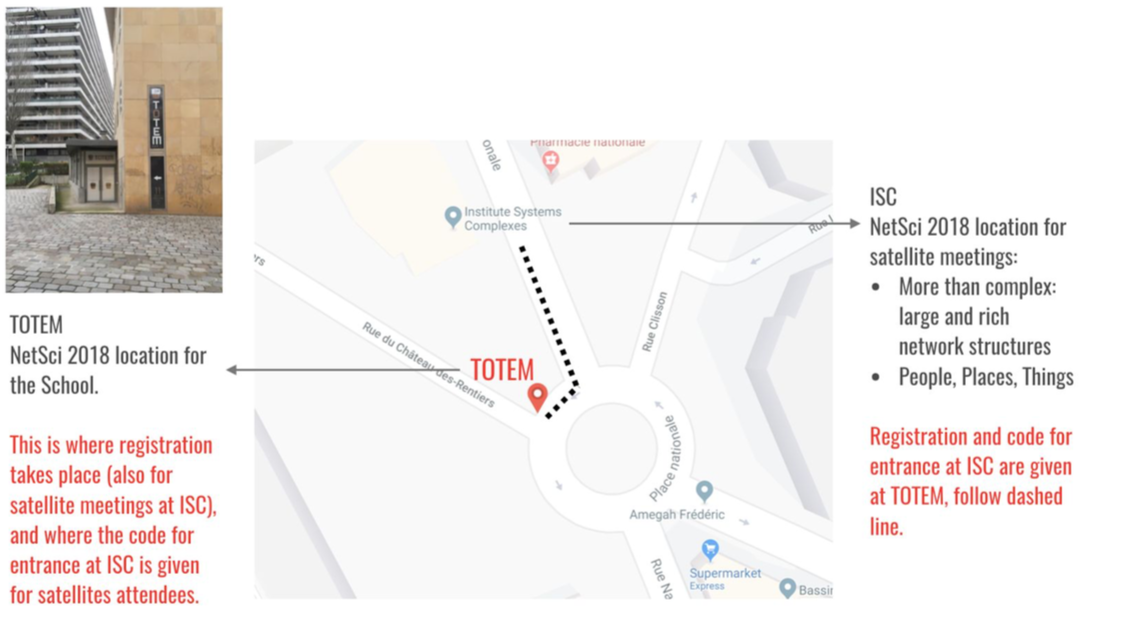 TOTEM
TOTEM
NetSci 2018 location for
the School.
This is where registration
takes place (also for
satellite meetings at ISC),
and where the code for
entrance at ISC is given
for satellites attendees.
onale
Pharmacie nationale
Institute Systems
Complexes
Rue
ers
Rue du Château-des-Rentiers
Rue Clisson
TOTEM
Place nationale
Amegah Frédéric
Supermarket
Express
Rue Na
Bassin
ISC
NetSci 2018 location for
satellite meetings:
• More than complex:
large and rich
network structures
• People, Places, Things
Registration and code for
entrance at ISC are given
at TOTEM, follow dashed
line.